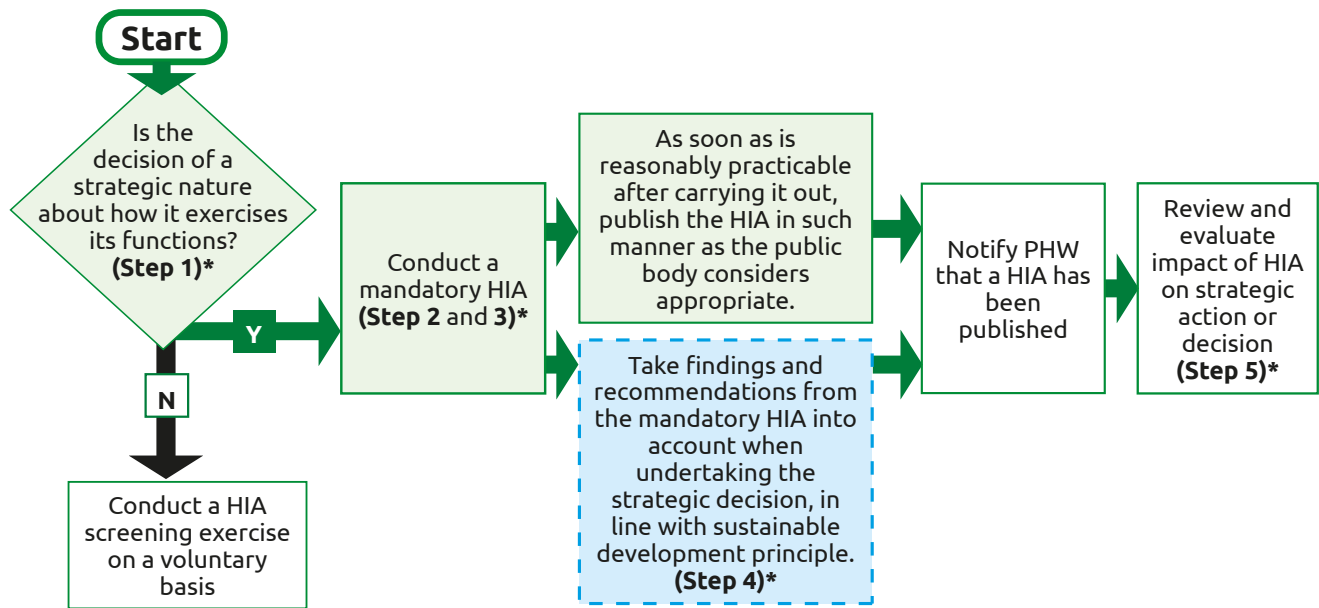 Start
Is the
decision of a
strategic nature
about how it exercises
its functions?
(Step 1)*
Y
N
Conduct a HIA
screening exercise
on a voluntary
basis
Conduct a
mandatory HIA
(Step 2 and 3)*
As soon as is
reasonably practicable
after carrying it out,
publish the HIA in such
manner as the public
body considers
appropriate.
Take findings and
recommendations from
the mandatory HIA into
account when
undertaking the
strategic decision, in
line with sustainable
development principle.
(Step 4)*
Notify PHW
that a HIA has
been
published
Review and
evaluate
impact of HIA
on strategic
action or
decision
(Step 5)*